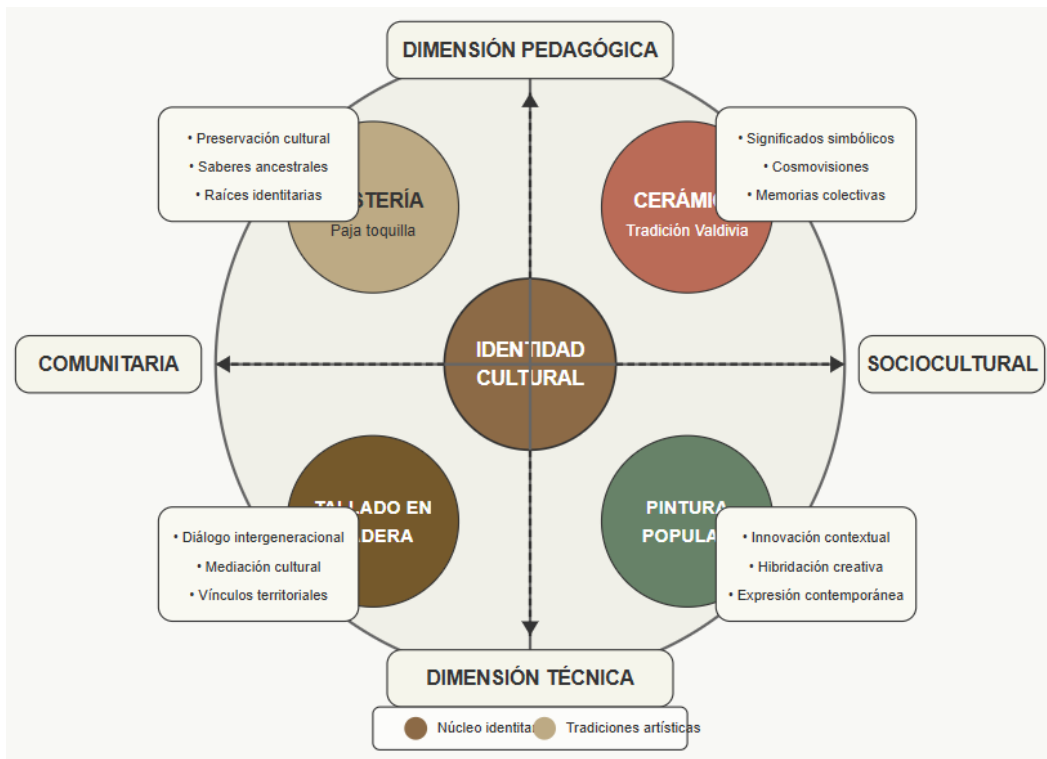 DIMENSIÓN PEDAGÓGICA
• Preservación cultural
• Saberes ancestrales
• Raíces identitarias
STERÍA
Paja toquilla
• Significados simbólicos
• Cosmovisiones
• Memorias colectivas
CERÁMI
Tradición Valdivia
COMUNITARIA
IDENTIDAD
CULTURAL
SOCIOCULTURAL
TALLADO EN
ADERA
• Diálogo intergeneracional
• Mediación cultural
• Vínculos territoriales
PINTURA
POPULA
• Innovación contextual
• Hibridación creativa
• Expresión contemporánea
DIMENSIÓN TÉCNICA
Núcleo identita
Tradiciones artísticas